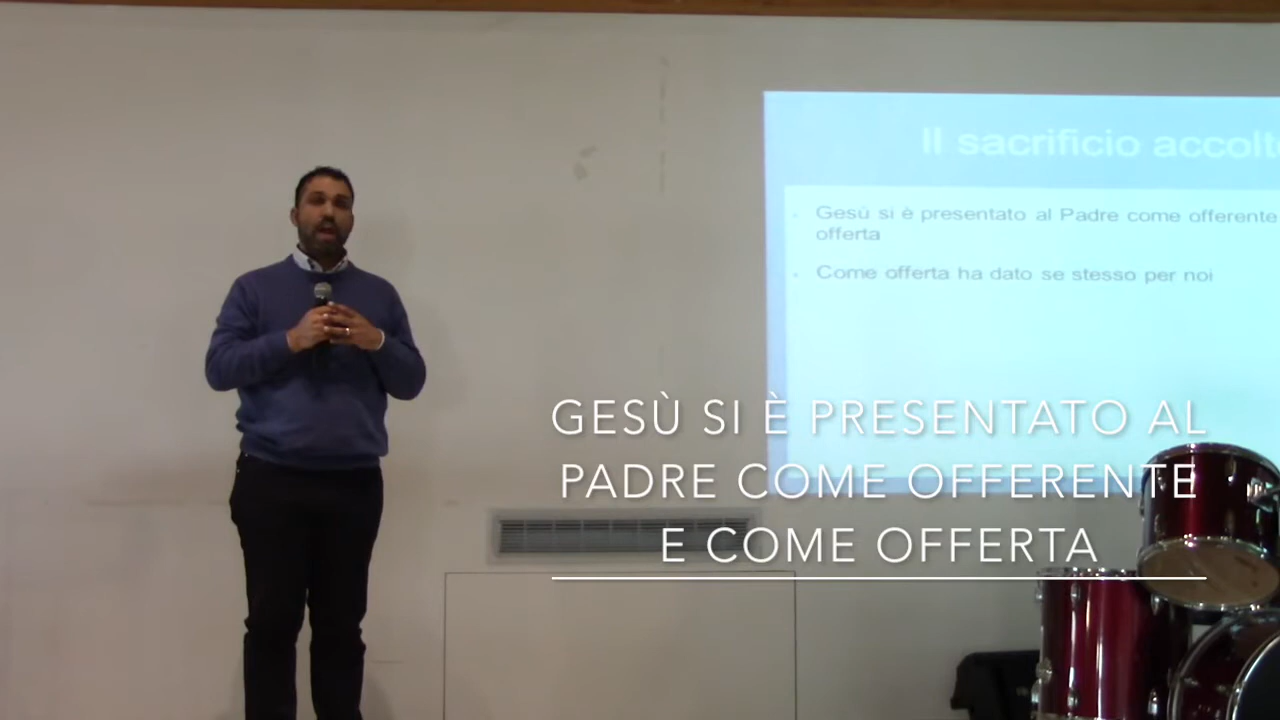 Il sacrificio accolt
Gesù si è presentato al Padre come offerente
offerta
Come offerta ha dato se stesso per noi
GESÙ SI È PRESENTATO AL
PADRE COME OFFERENTE
E COME OFFERTA